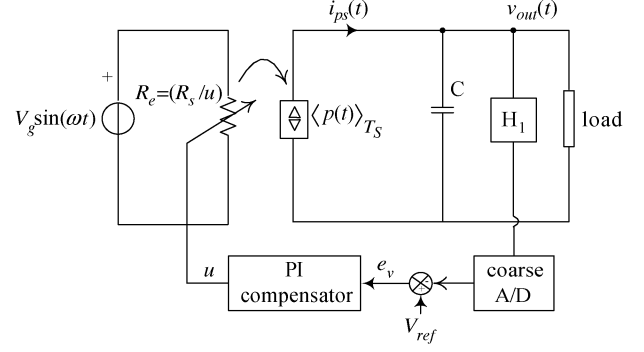 i_ps(t)
v_out(t)
+
R_e=(R_s/u)
V_g sin(ωt)
⟨p(t)⟩_T_S
C
H_1
load
u
PI
compensator
e_v
-
+
V_ref
coarse
A/D